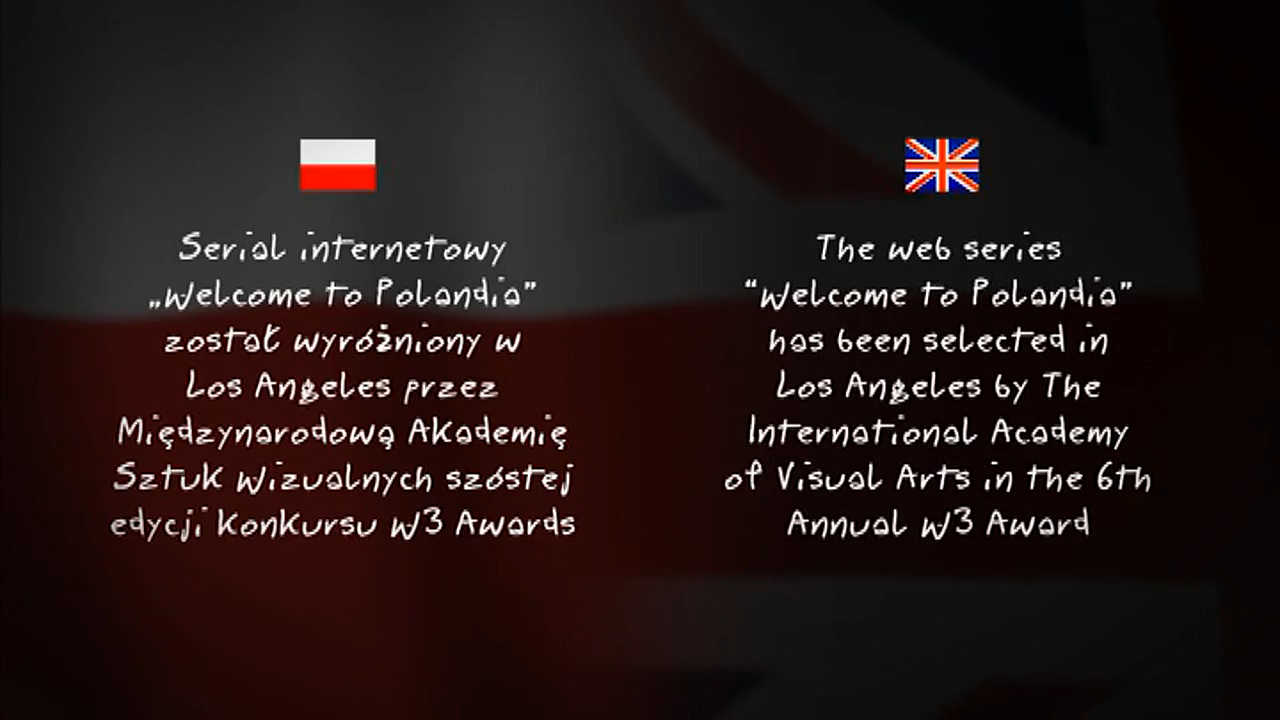 Serial internetowy
„Welcome to Polandia”
został wyróżniony w
Los Angeles przez
Międzynarodową Akademię
Sztuk Wizualnych szóstej
edycji konkursu W3 Awards
The web series
“Welcome to Polandia”
has been selected in
Los Angeles by The
International Academy
of Visual Arts in the 6th
Annual W3 Award